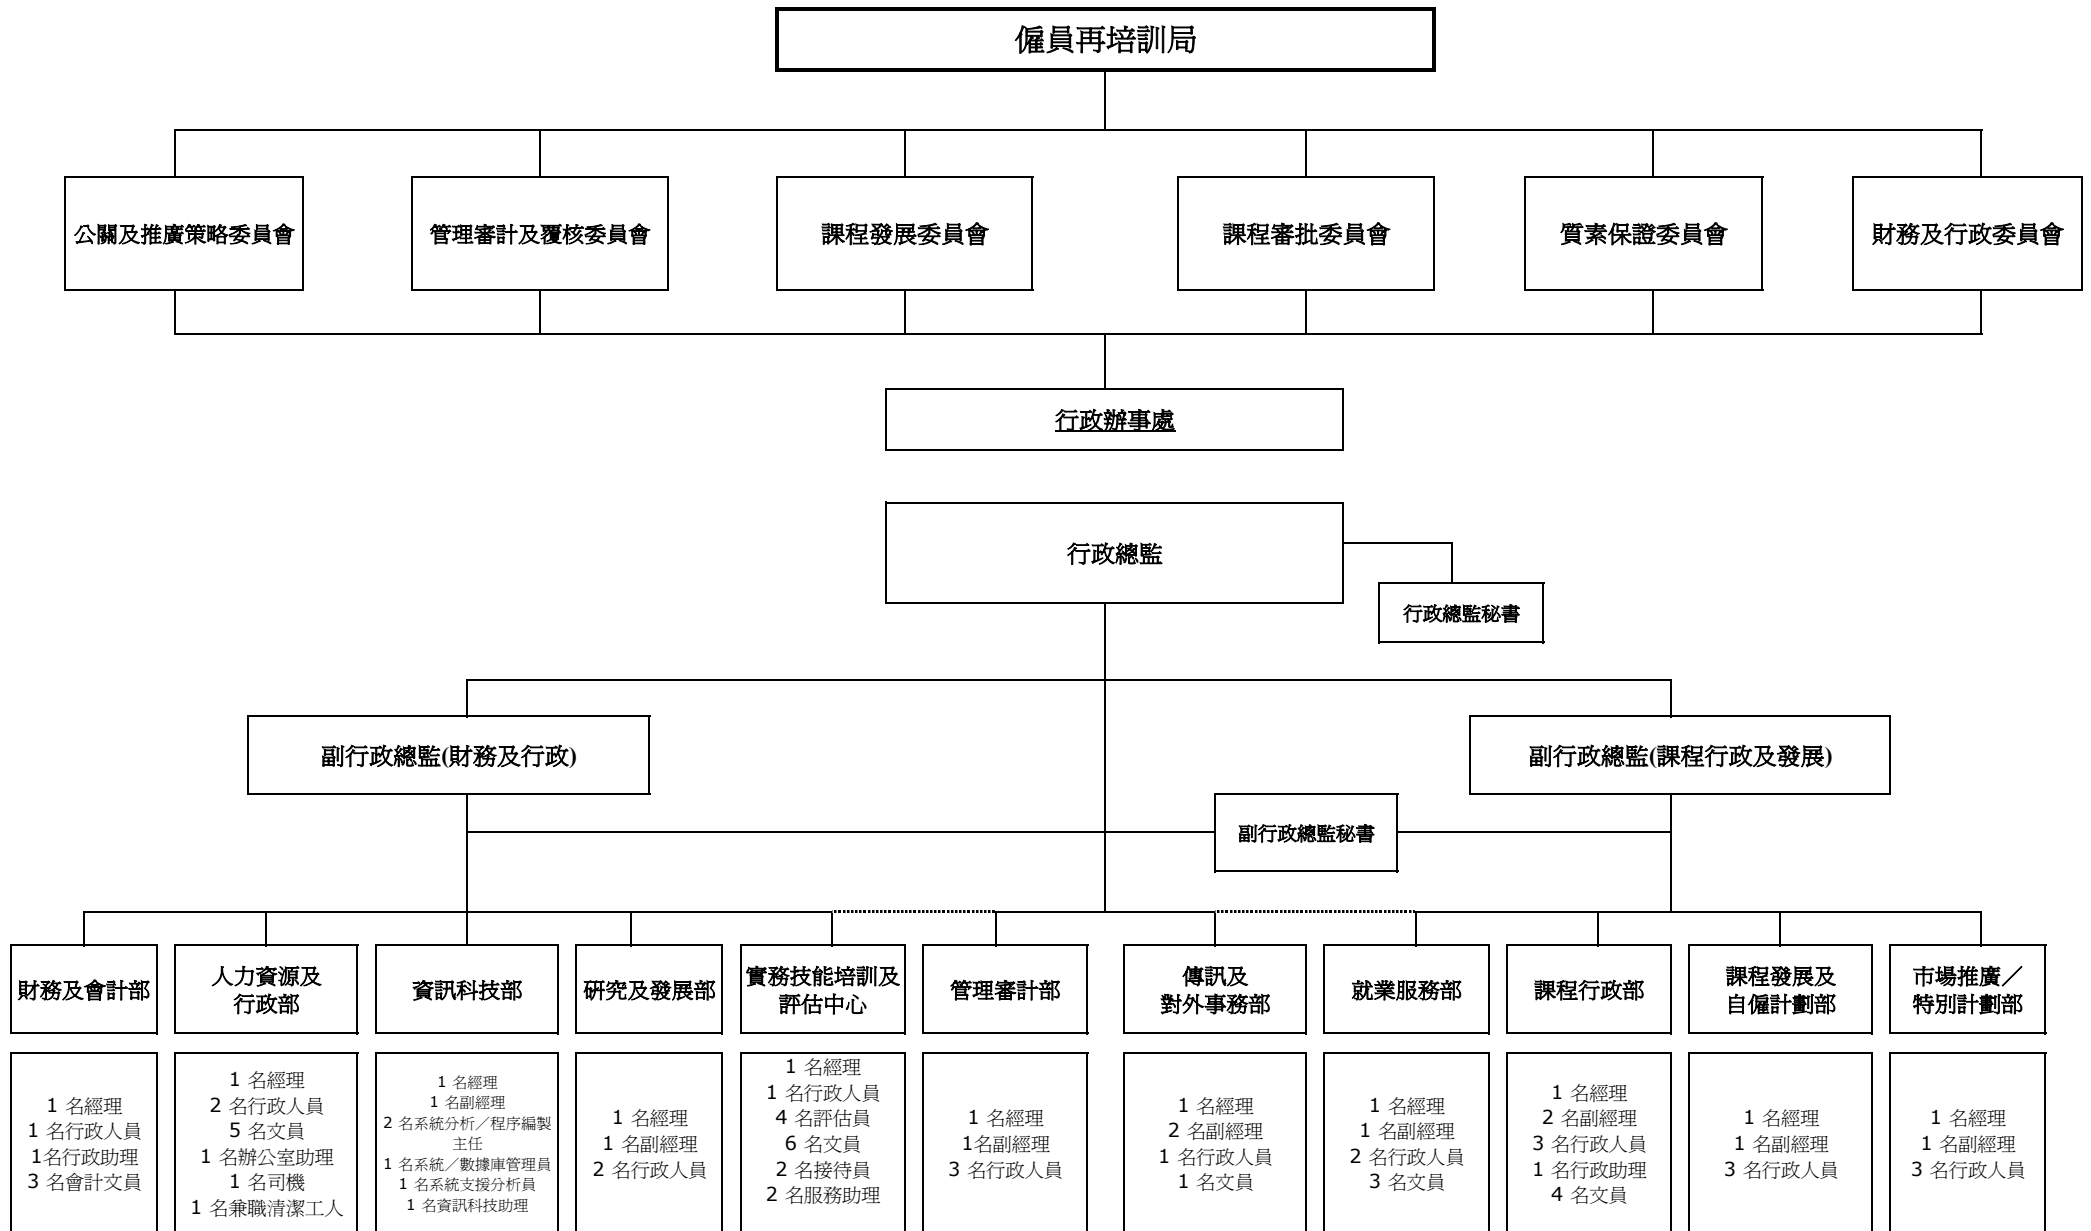 僱員再培訓局
公關及推廣策略委員會
管理審計及覆核委員會
課程發展委員會
課程審批委員會
質素保證委員會
財務及行政委員會
行政辦事處
行政總監
行政總監秘書
副行政總監(財務及行政)
副行政總監(課程行政及發展)
副行政總監秘書
財務及會計部
人力資源及
行政部
資訊科技部
研究及發展部
實務技能培訓及
評估中心
管理審計部
傳訊及
對外事務部
就業服務部
課程行政部
課程發展及
自僱計劃部
市場推廣／
特別計劃部
1 名經理
1 名行政人員
1名行政助理
3 名會計文員
1 名經理
2 名行政人員
5 名文員
1 名辦公室助理
1 名司機
1 名兼職清潔工人
1 名經理
1 名副經理
2 名系統分析／程序編製
主任
1 名系統／數據庫管理員
1 名系統支援分析員
1 名資訊科技助理
1 名經理
1 名副經理
2 名行政人員
1 名經理
1 名行政人員
4 名評估員
6 名文員
2 名接待員
2 名服務助理
1 名經理
1名副經理
3 名行政人員
1 名經理
2 名副經理
1 名行政人員
1 名文員
1 名經理
1 名副經理
2 名行政人員
3 名文員
1 名經理
2 名副經理
3 名行政人員
1 名行政助理
4 名文員
1 名經理
1 名副經理
3 名行政人員
1 名經理
1 名副經理
3 名行政人員